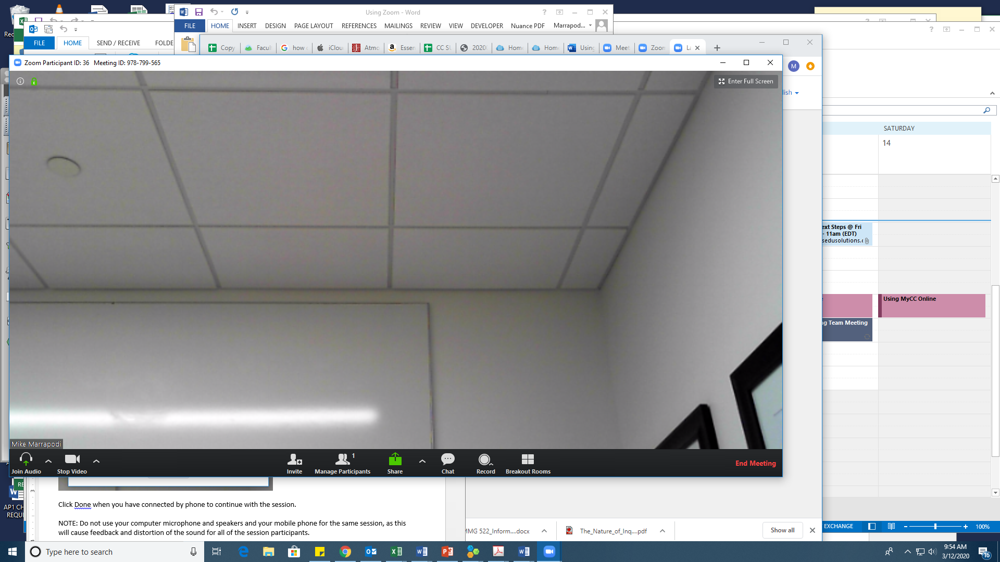 Using Zoom - Word
FILE HOME INSERT DESIGN PAGE LAYOUT REFERENCES MAILINGS REVIEW VIEW DEVELOPER Nuance PDF Marrapod...
FILE HOME SEND / RECEIVE FOLDE
Copy Facul G how iClou Atmo a Essen CC SU 2020 Hom Hom Using Meet Zoon La
Zoom Participant ID: 36 Meeting ID: 978-799-565
M
Enter Full Screen
lish
SATURDAY
14
ext Steps @ Fri
- 11am (EDT)
sedusolutions.c
Using MyCC Online
ng Team Meeting
Mike Marrapodi
Join Audio Stop Video Invite Manage Participants 1 Share Chat Record Breakout Rooms End Meeting
AP1 CH
REQUI
Click Done when you have connected by phone to continue with the session.
NOTE: Do not use your computer microphone and speakers and your mobile phone for the same session, as this
will cause feedback and distortion of the sound for all of the session participants.
MMG 522_Inform....docx The_Nature_of_Inq....pdf Show all
EXCHANGE 100%
Type here to search
9:54 AM
3/12/2020
16